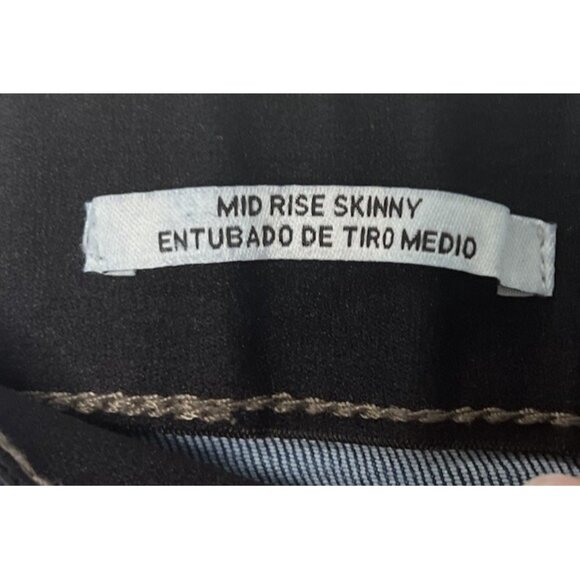 MID RISE SKINNY
ENTUBADO DE TIRO MEDIO